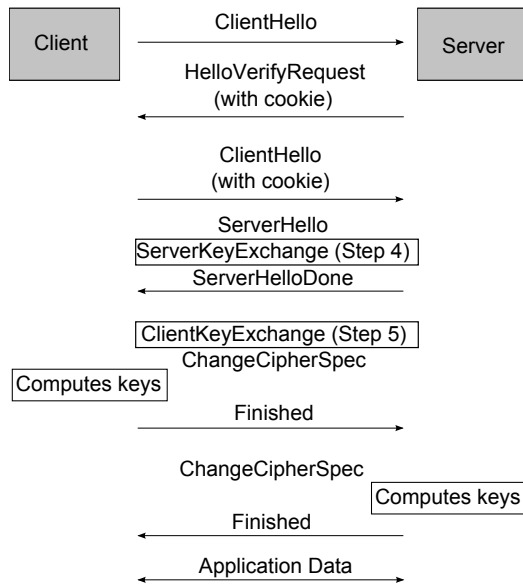 ClientHello
Client
Server
HelloVerifyRequest
(with cookie)
ClientHello
(with cookie)
ServerHello
ServerKeyExchange (Step 4)
ServerHelloDone
ClientKeyExchange (Step 5)
ChangeCipherSpec
Computes keys
Finished
ChangeCipherSpec
Computes keys
Finished
Application Data